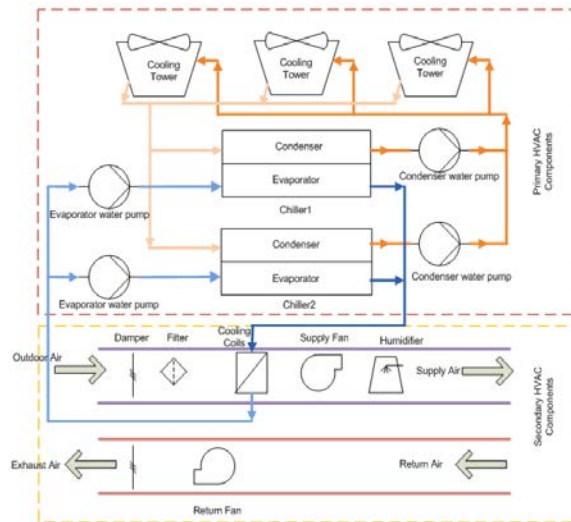 Cooling
Tower
Cooling
Tower
Cooling
Tower
Condenser
Evaporator
Chiller1
Evaporator water pump
Condenser water pump
Condenser
Evaporator
Chiller2
Evaporator water pump
Condenser water pump
Primary HVAC
Components
Damper
Filter
Cooling
Coils
Supply Fan
Humidifier
Outdoor Air
Supply Air
Exhaust Air
Return Air
Return Fan
Secondary HVAC
Components